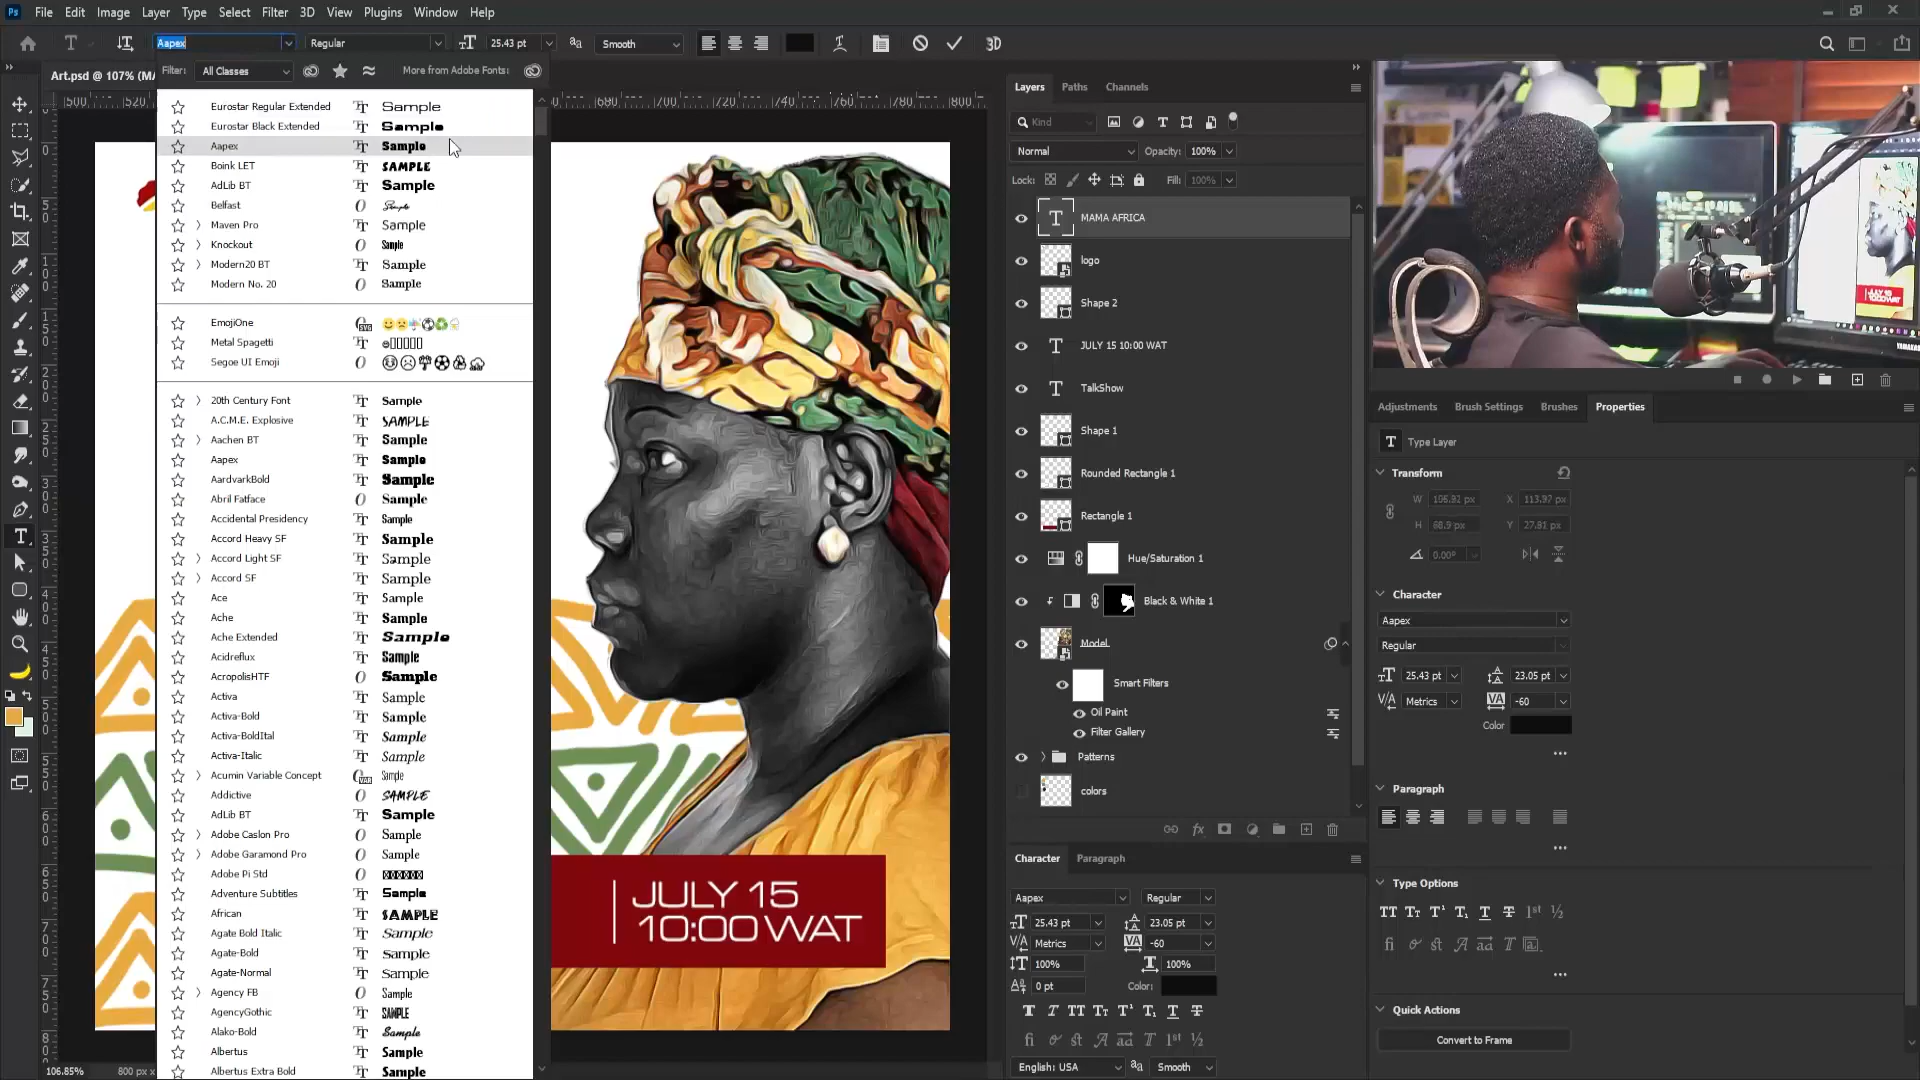 Ps File Edit Image Layer Type Select Filter 3D View Plugins Window Help
Aapex Regular 25.43 pt Smooth 3D
Filter: All Classes More from Adobe Fonts:
Art.psd @ 107% (MA
Eurostar Regular Extended Sample
Eurostar Black Extended Sample
Aapex Sample
Boink LET SAMPLE
AdLib BT Sample
Belfast Sample
Maven Pro Sample
Knockout Sample
Modern20 BT Sample
Modern No. 20 Sample
EmojiOne
Metal Spagetti
Segoe UI Emoji
20th Century Font Sample
A.C.M.E. Explosive SAMPLE
Aachen BT Sample
Aapex Sample
AardvarkBold Sample
Abril Fatface Sample
Accidental Presidency Sample
Accord Heavy SF Sample
Accord Light SF Sample
Accord SF Sample
Ace Sample
Ache Sample
Ache Extended Sample
Acidreflux Sample
AcropolisHTF Sample
Activa Sample
Activa-Bold Sample
Activa-BoldItal Sample
Activa-Italic Sample
Acumin Variable Concept Sample
Addictive SAMPLE
AdLib BT Sample
Adobe Caslon Pro Sample
Adobe Garamond Pro Sample
Adobe Pi Std
Adventure Subtitles Sample
African SAMPLE
Agate Bold Italic Sample
Agate-Bold Sample
Agate-Normal Sample
Agency FB Sample
AgencyGothic SAMPLE
Alako-Bold Sample
Albertus Sample
Albertus Extra Bold Sample
106.85% 800 px x
JULY 15
10:00 WAT
Layers Paths Channels
Kind
Normal Opacity: 100%
Lock: Fill: 100%
MAMA AFRICA
logo
Shape 2
JULY 15 10:00 WAT
TalkShow
Shape 1
Rounded Rectangle 1
Rectangle 1
Hue/Saturation 1
Black & White 1
Model
Smart Filters
Oil Paint
Filter Gallery
Patterns
colors
Character Paragraph
Aapex Regular
25.43 pt 23.05 pt
Metrics -60
100% 100%
0 pt Color:
English: USA Smooth
JULY 15
10:00WAT
Adjustments Brush Settings Brushes Properties
Type Layer
Transform
W 195.92 px X 113.97 px
H 68.9 px Y 27.81 px
0.00°
Character
Aapex
Regular
25.43 pt 23.05 pt
Metrics -60
Color
Paragraph
Type Options
Quick Actions
Convert to Frame